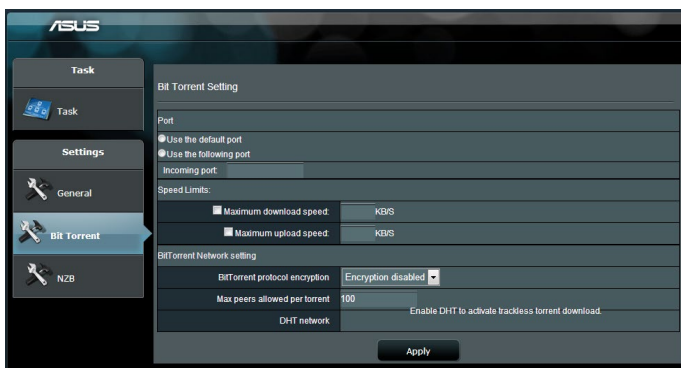 ASUS
Task
Task
Settings
General
Bit Torrent
NZB
Bit Torrent Setting
Port
Use the default port
Use the following port
Incoming port:
Speed Limits:
Maximum download speed: KB/S
Maximum upload speed: KB/S
BitTorrent Network setting
BitTorrent protocol encryption Encryption disabled
Max peers allowed per torrent 100
DHT network Enable DHT to activate trackless torrent download.
Apply